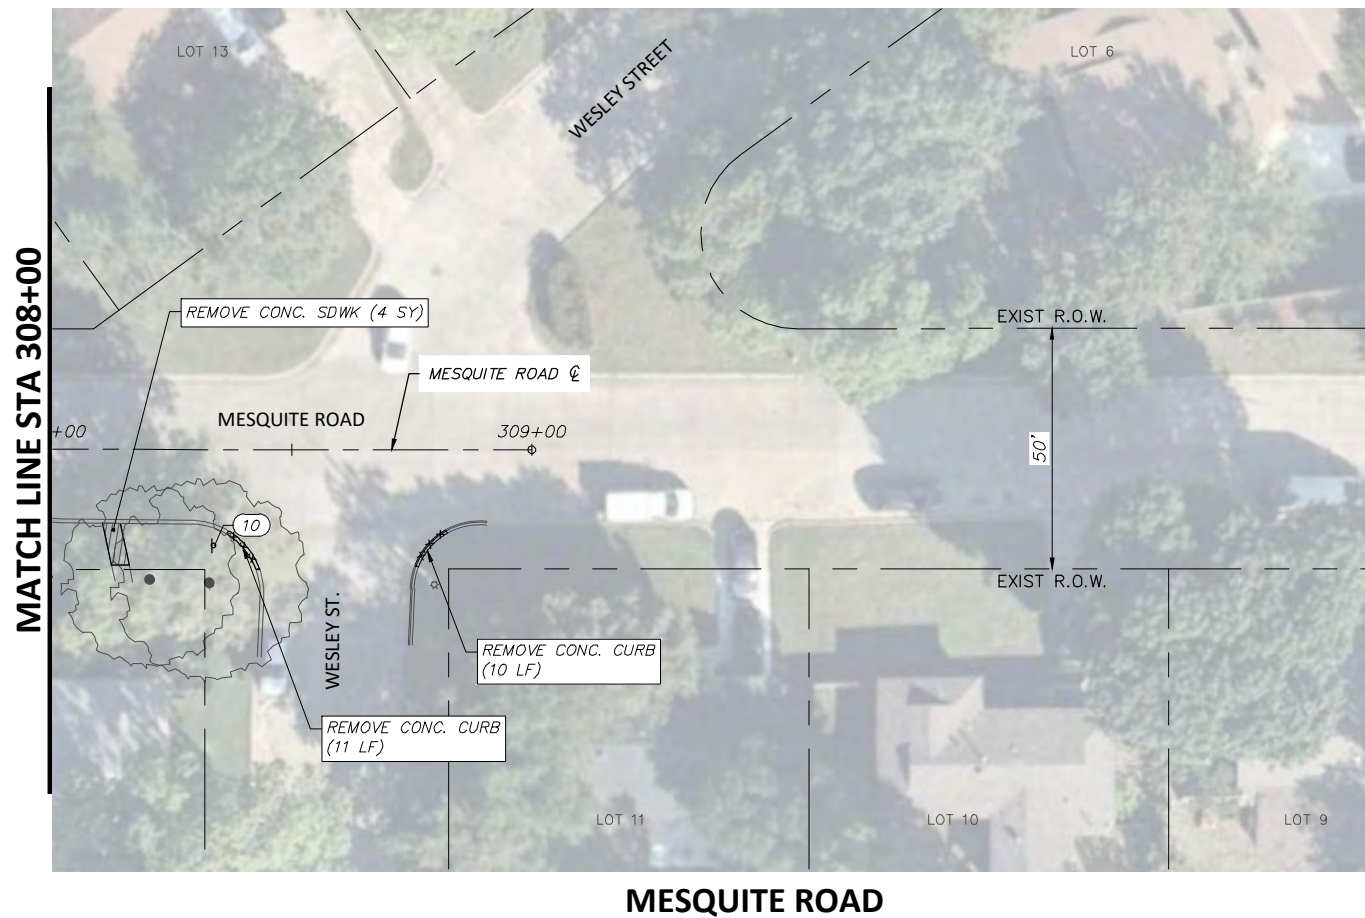 LOT 13
WESLEY STREET
LOT 6
MATCH LINE STA 308+00
REMOVE CONC. SDWK (4 SY)
EXIST R.O.W.
MESQUITE ROAD ℄
MESQUITE ROAD
+00
309+00
50'
10
EXIST R.O.W.
WESLEY ST.
REMOVE CONC. CURB
(10 LF)
REMOVE CONC. CURB
(11 LF)
LOT 11
LOT 10
LOT 9
MESQUITE ROAD